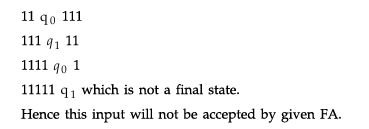 11 q0 111
111 q1 11
1111 q0 1
11111 q1 which is not a final state.
Hence this input will not be accepted by given FA.